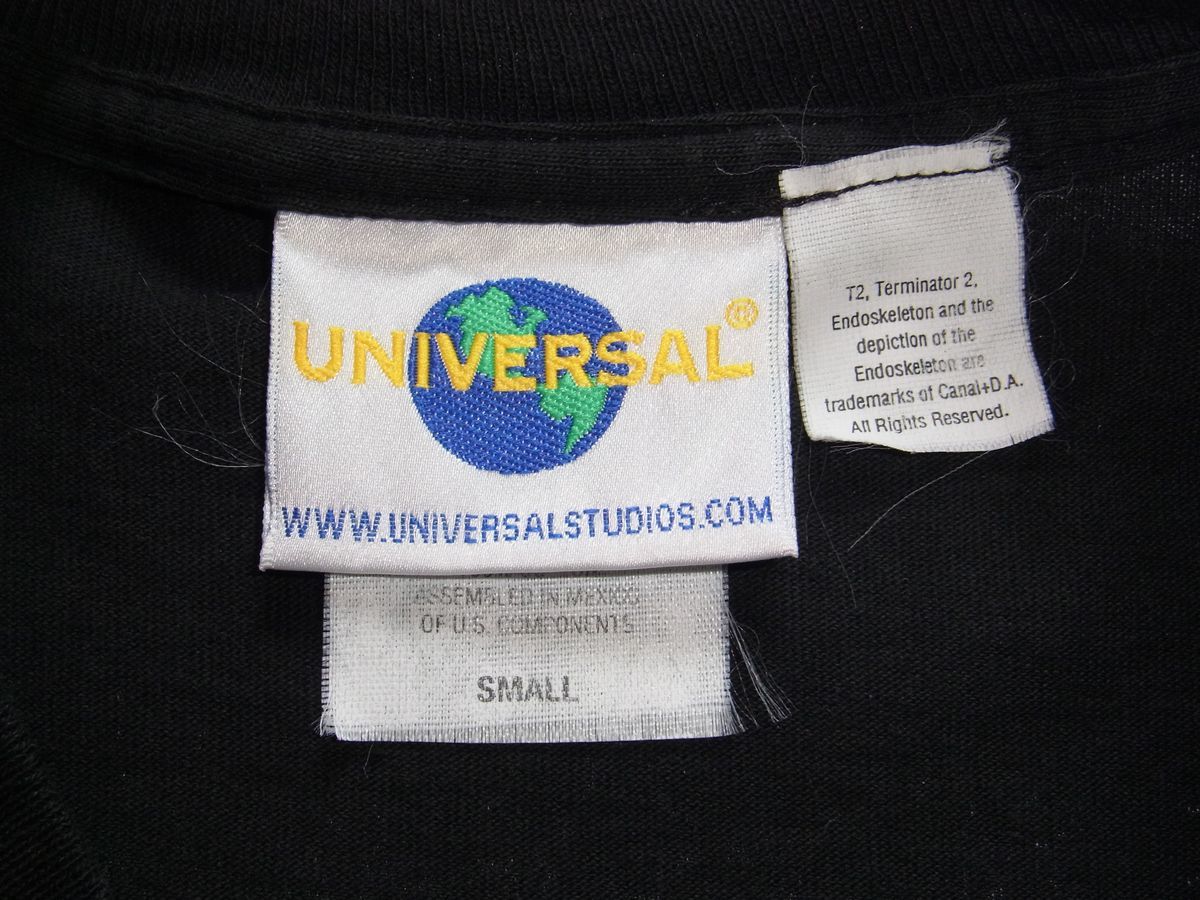 UNIVERSAL®
WWW.UNIVERSALSTUDIOS.COM
ASSEMBLED IN MEXICO
OF U.S. COMPONENTS
SMALL
T2, Terminator 2,
Endoskeleton and the
depiction of the
Endoskeleton are
trademarks of Canal+D.A.
All Rights Reserved.